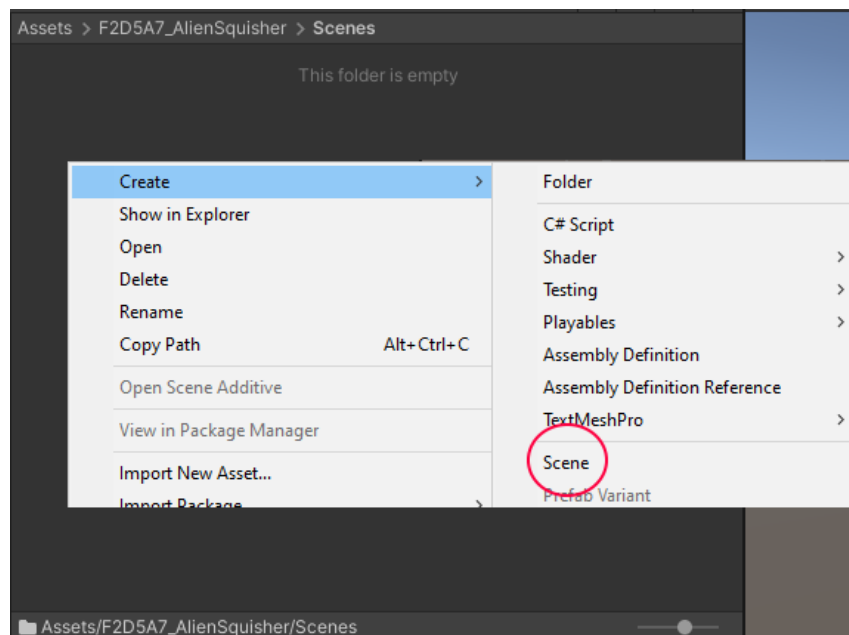 Assets > F2D5A7_AlienSquisher > Scenes
This folder is empty
Create >
Show in Explorer
Open
Delete
Rename
Copy Path Alt+Ctrl+C
Open Scene Additive
View in Package Manager
Import New Asset...
Import Package >
Folder
C# Script
Shader >
Testing >
Playables >
Assembly Definition
Assembly Definition Reference
TextMeshPro >
Scene
Prefab Variant
Assets/F2D5A7_AlienSquisher/Scenes